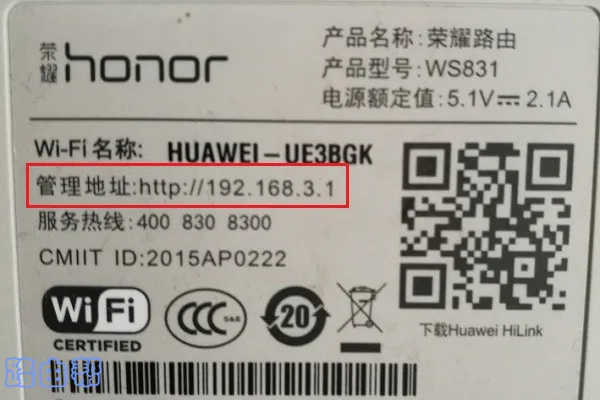 荣耀 honor
产品名称:荣耀路由
产品型号:WS831
电源额定值:5.1V⎓2.1A
Wi-Fi 名称: HUAWEI-UE3BGK
管理地址:http://192.168.3.1
服务热线:400 830 8300
CMIIT ID:2015AP0222
WiFi
CERTIFIED
CCC
S&E
20
下载Huawei HiLink
路由帮